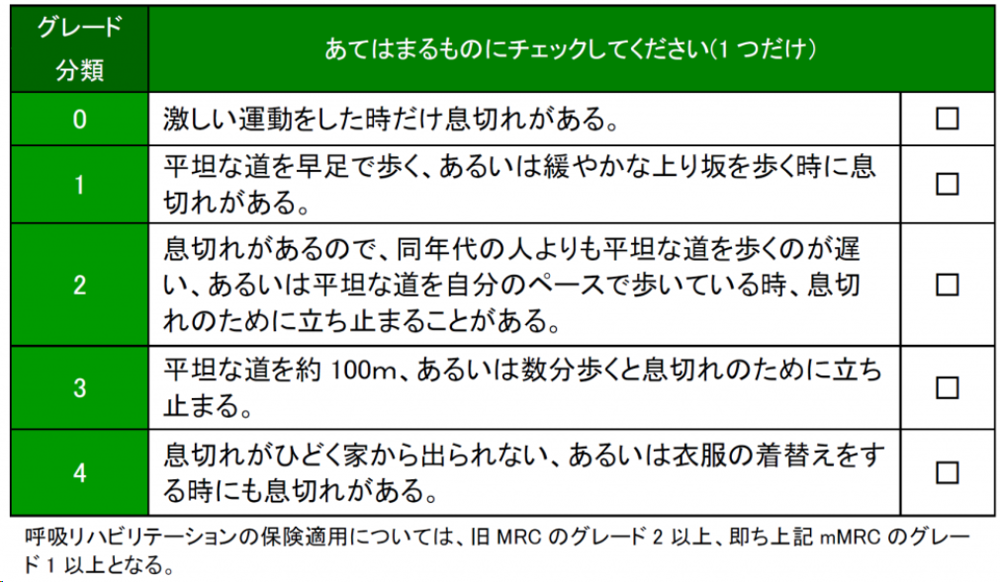 グレード
分類
あてはまるものにチェックしてください(1つだけ)
0
激しい運動をした時だけ息切れがある。
□
1
平坦な道を早足で歩く、あるいは緩やかな上り坂を歩く時に息
切れがある。
□
2
息切れがあるので、同年代の人よりも平坦な道を歩くのが遅
い、あるいは平坦な道を自分のペースで歩いている時、息切
れのために立ち止まることがある。
□
3
平坦な道を約 100m、あるいは数分歩くと息切れのために立ち
止まる。
□
4
息切れがひどく家から出られない、あるいは衣服の着替えをす
る時にも息切れがある。
□
呼吸リハビリテーションの保険適用については、旧 MRC のグレード 2 以上、即ち上記 mMRC のグレー
ド 1 以上となる。